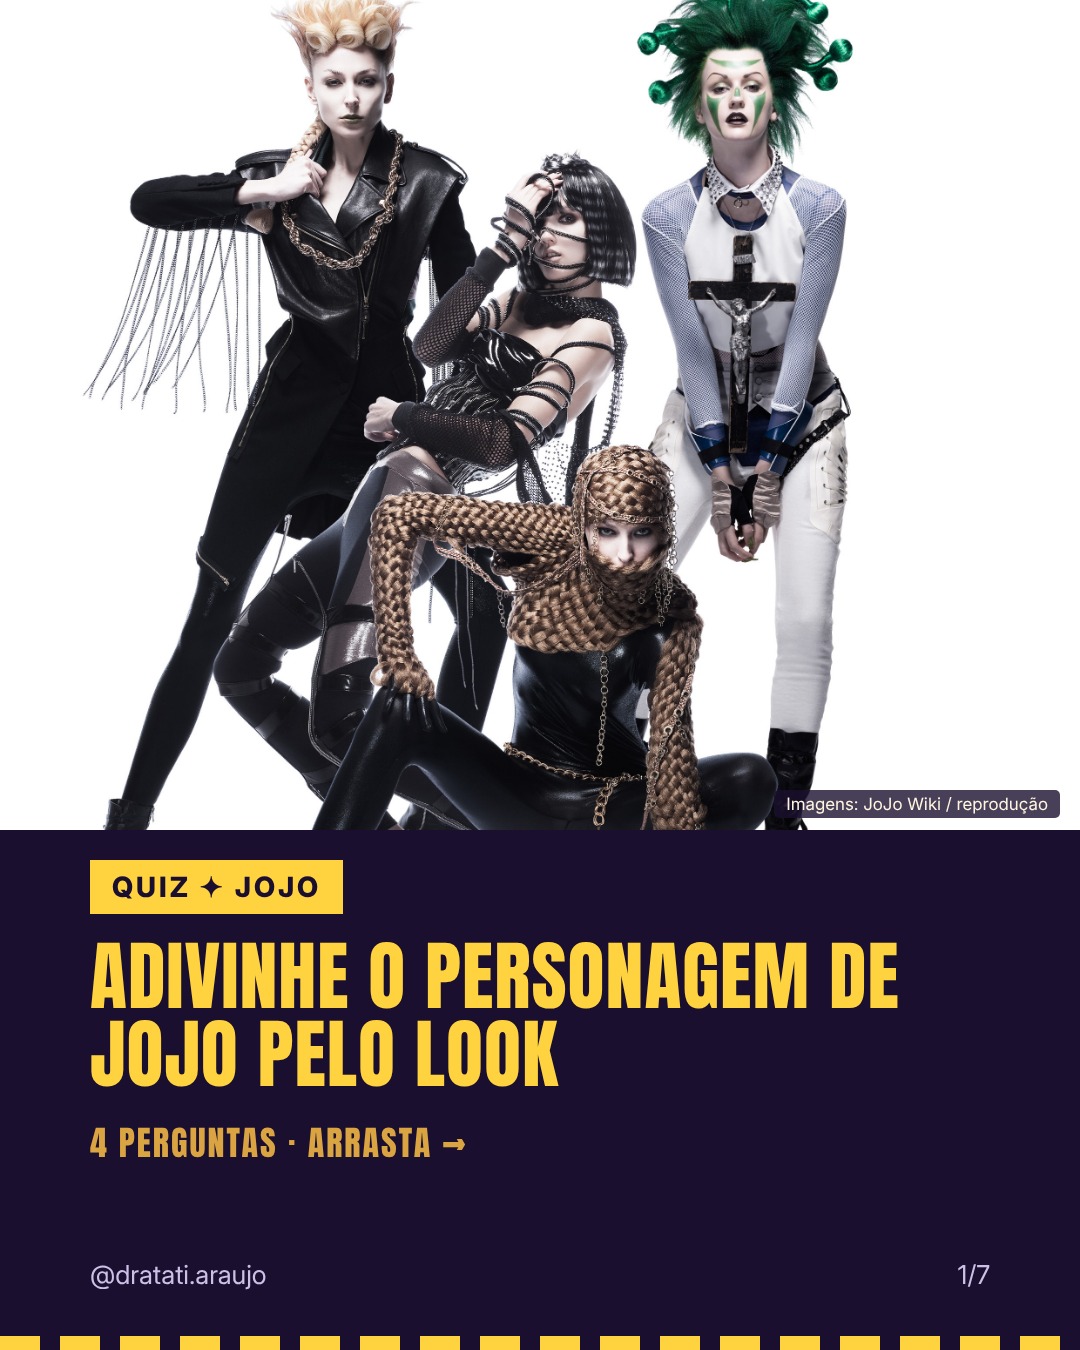 Imagens: JoJo Wiki / reprodução
QUIZ ✦ JOJO
ADIVINHE O PERSONAGEM DE
JOJO PELO LOOK
4 PERGUNTAS · ARRASTA →
@dratati.araujo
1/7